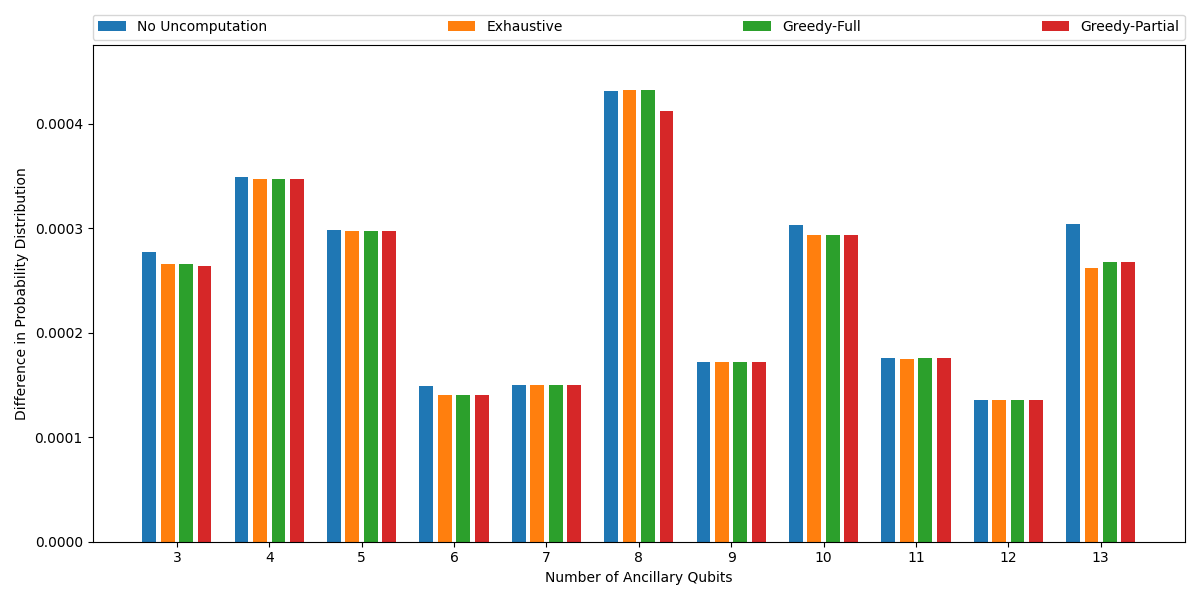 No Uncomputation Exhaustive Greedy-Full Greedy-Partial
Difference in Probability Distribution
0.0004
0.0003
0.0002
0.0001
0.0000
3 4 5 6 7 8 9 10 11 12 13
Number of Ancillary Qubits